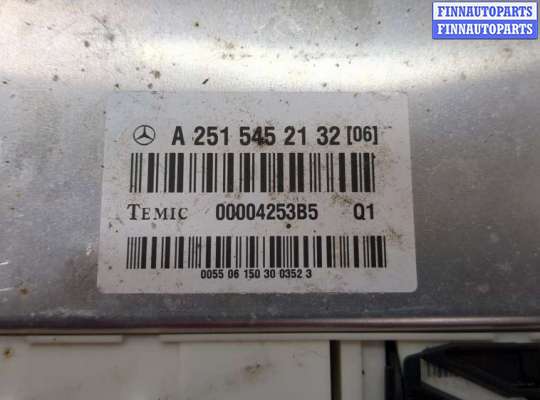 FINNAUTOPARTS
FINNAUTOPARTS
A 251 545 21 32 [06]
TEMIC 00004253B5 Q1
0055 06 150 30 0352 3